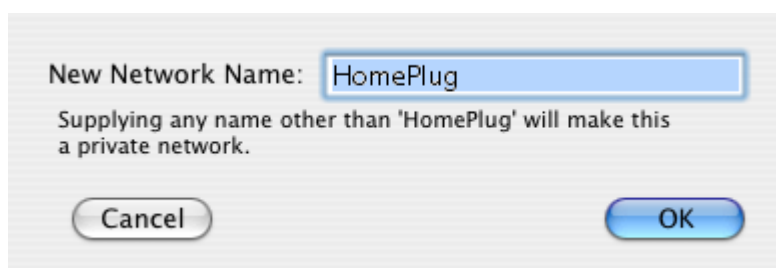 New Network Name: HomePlug
Supplying any name other than 'HomePlug' will make this
a private network.
Cancel OK